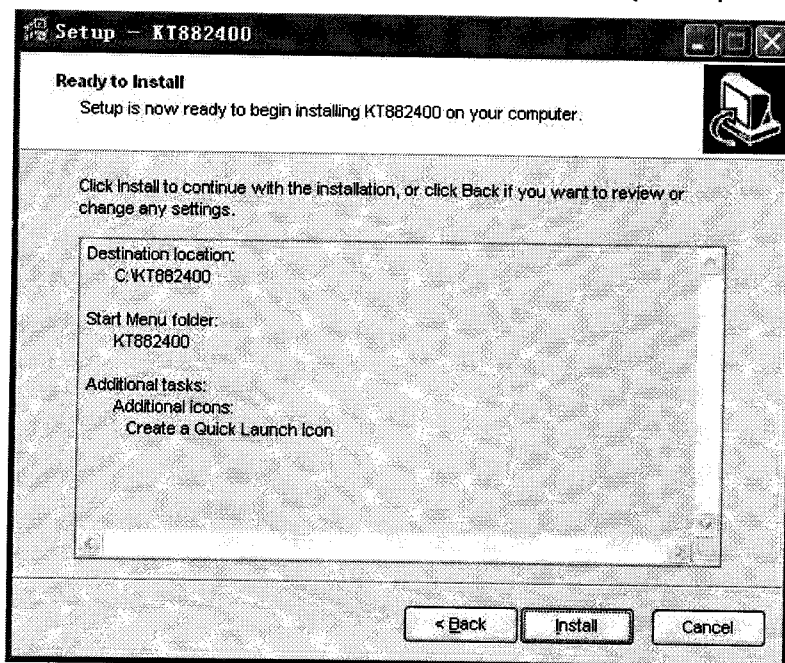 Setup - KT882400
Ready to Install
Setup is now ready to begin installing KT882400 on your computer.
Click Install to continue with the installation, or click Back if you want to review or
change any settings.
Destination location:
C:\KT882400
Start Menu folder:
KT882400
Additional tasks:
Additional icons:
Create a Quick Launch icon
< Back
Install
Cancel